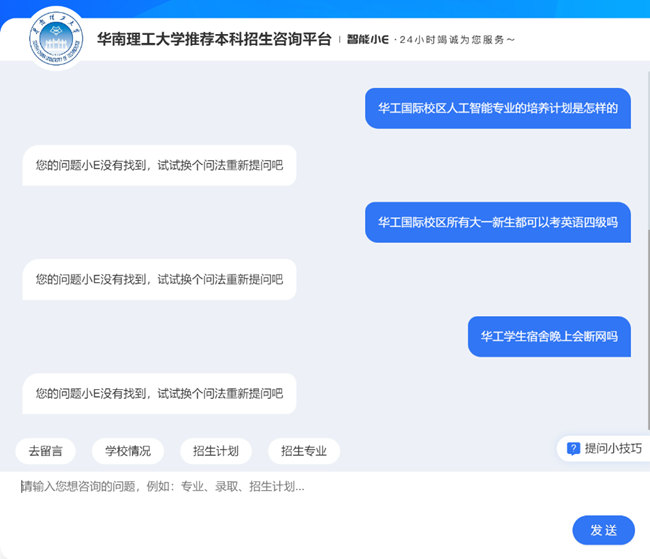 华南理工大学推荐本科招生咨询平台 | 智能小E · 24小时竭诚为您服务~
华工国际校区人工智能专业的培养计划是怎样的
您的问题小E没有找到，试试换个问法重新提问吧
华工国际校区所有大一新生都可以考英语四级吗
您的问题小E没有找到，试试换个问法重新提问吧
华工学生宿舍晚上会断网吗
您的问题小E没有找到，试试换个问法重新提问吧
去留言 学校情况 招生计划 招生专业 提问小技巧
请输入您想咨询的问题，例如：专业、录取、招生计划...
发送